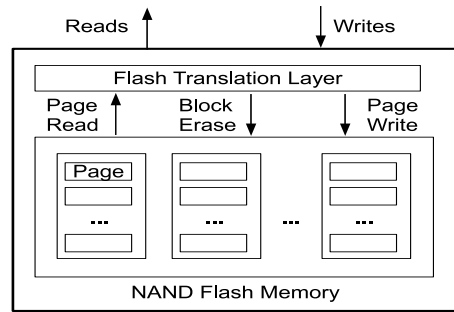 Reads Writes
Flash Translation Layer
Page Block Page
Read Erase Write
Page
... ... ... ...
NAND Flash Memory